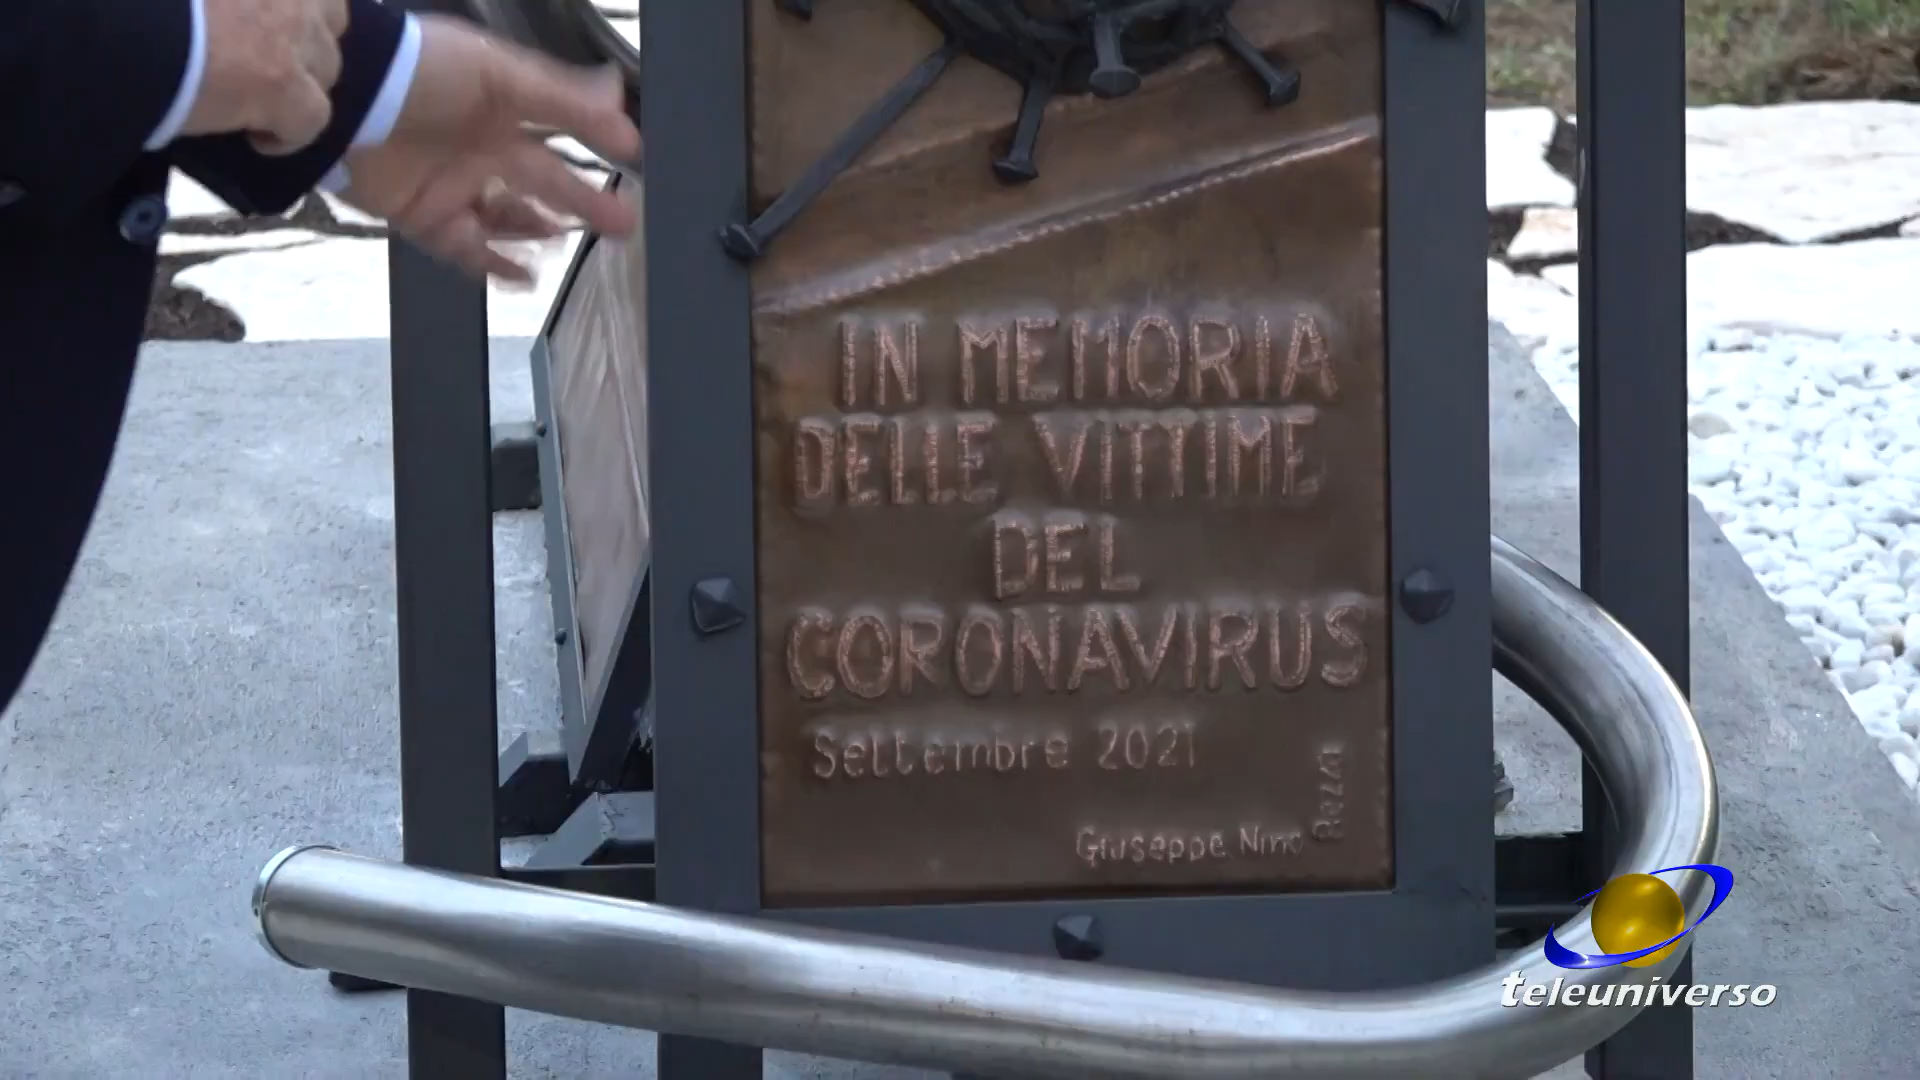 IN MEMORIA
DELLE VITTIME
DEL
CORONAVIRUS
Settembre 2021
Giuseppe Nino
teleuniverso